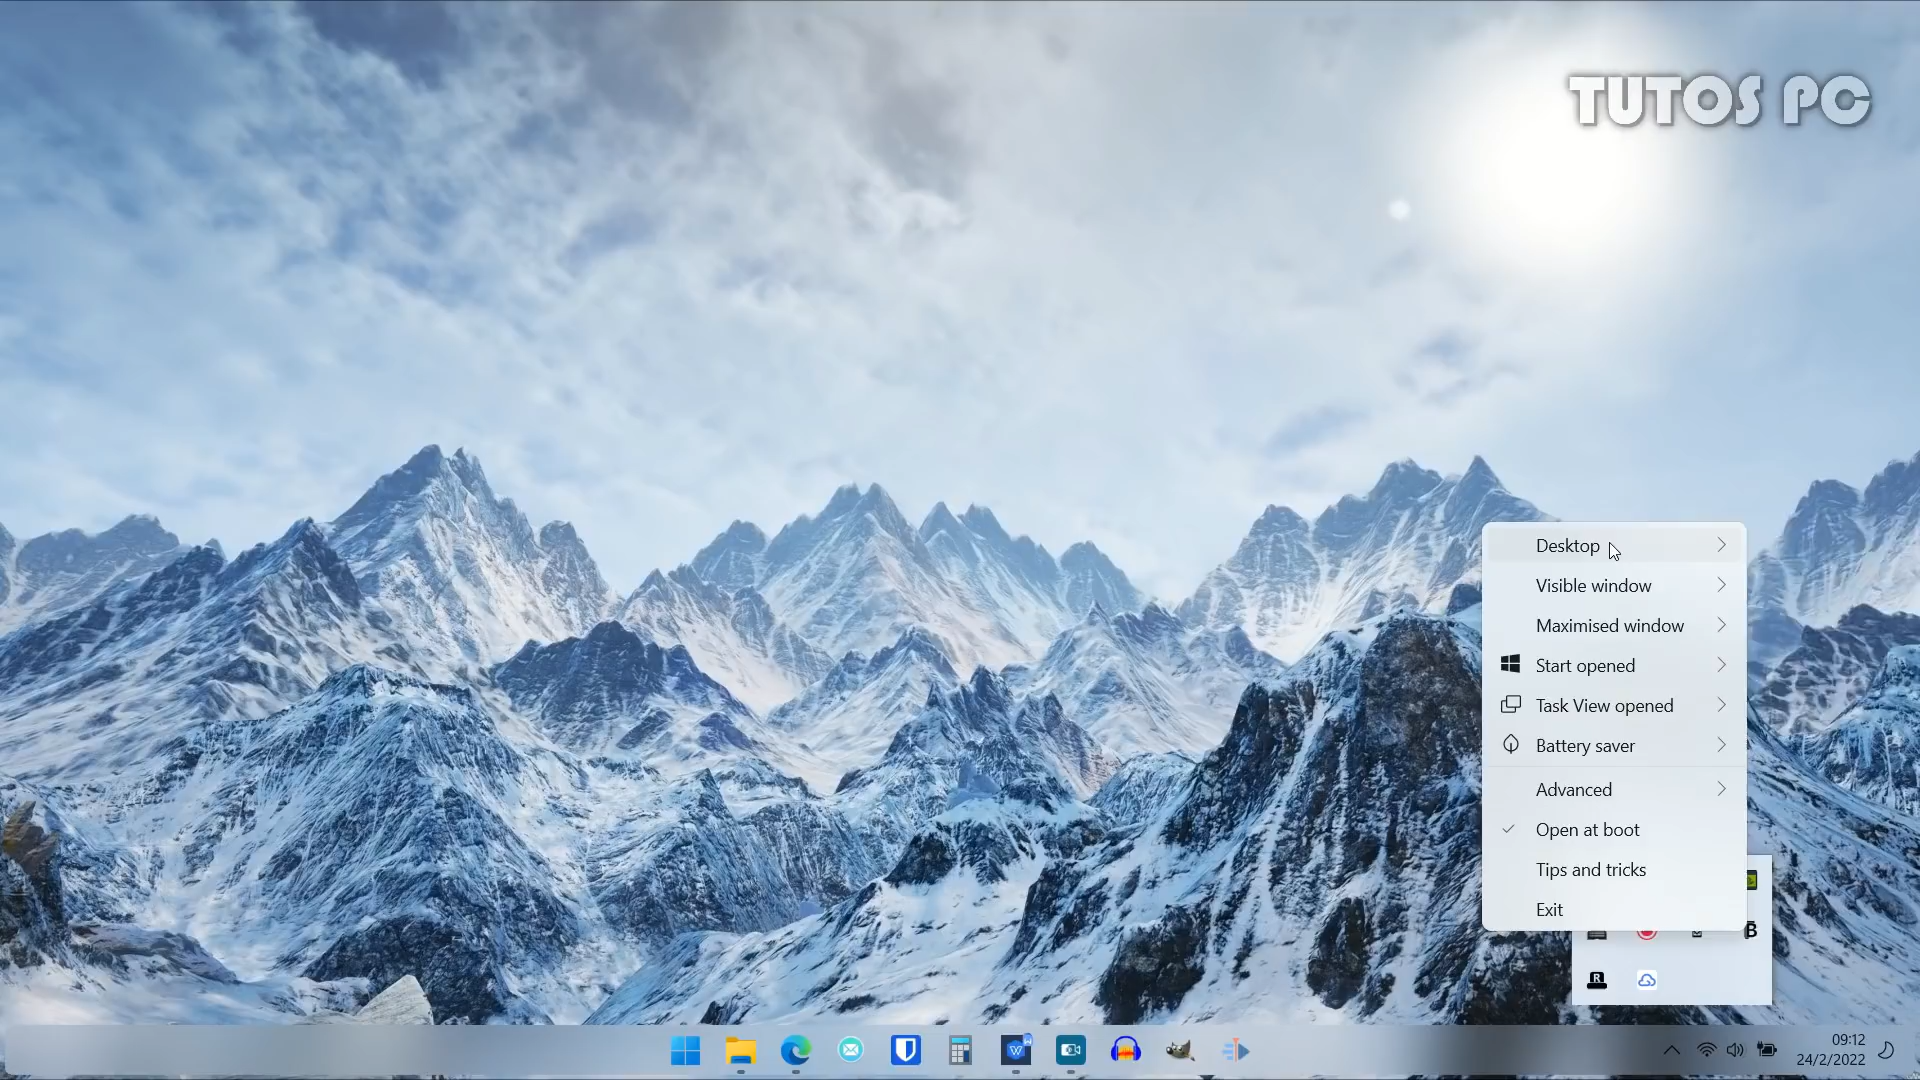 TUTOS PC
Desktop
Visible window
Maximised window
Start opened
Task View opened
Battery saver
Advanced
Open at boot
Tips and tricks
Exit
09:12
24/2/2022